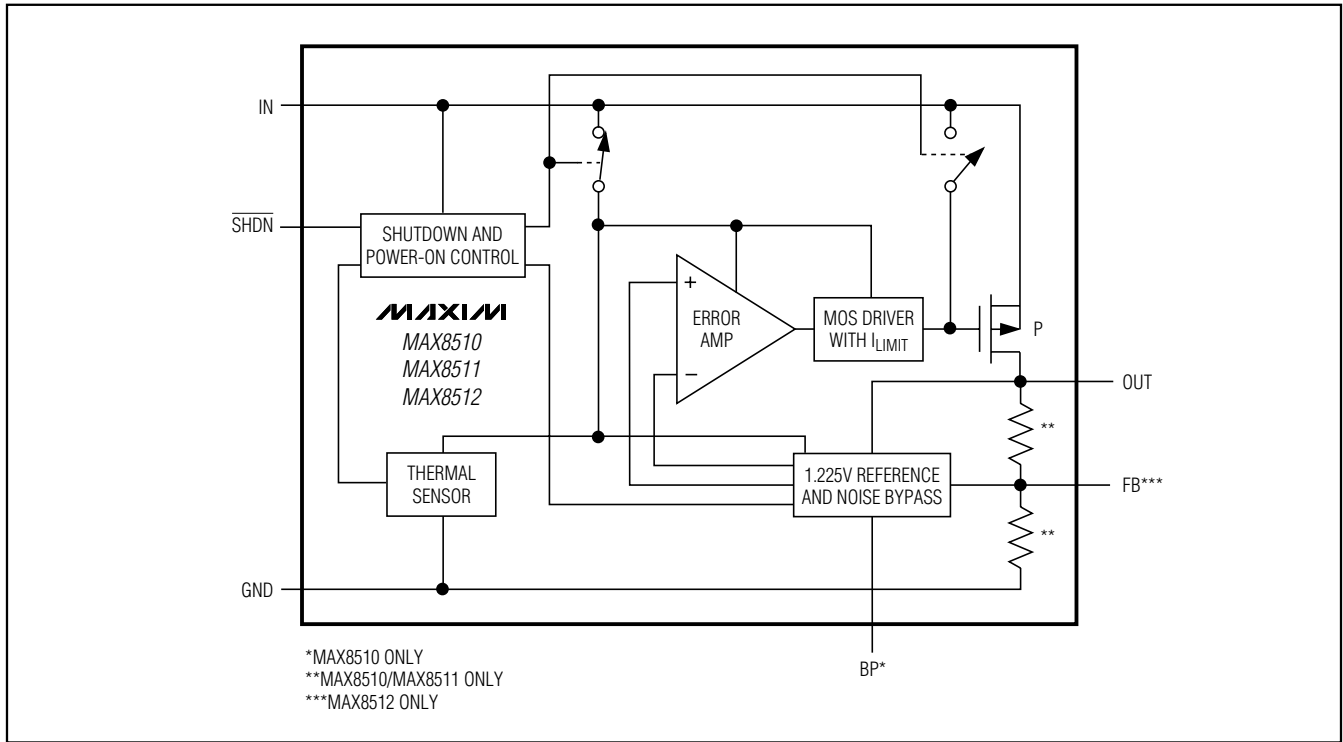 IN
SHDN
SHUTDOWN AND
POWER-ON CONTROL
MAXIM
MAX8510
MAX8511
MAX8512
+
ERROR
AMP
−
MOS DRIVER
WITH ILIMIT
P
OUT
**
THERMAL
SENSOR
1.225V REFERENCE
AND NOISE BYPASS
FB***
**
GND
BP*
*MAX8510 ONLY
**MAX8510/MAX8511 ONLY
***MAX8512 ONLY